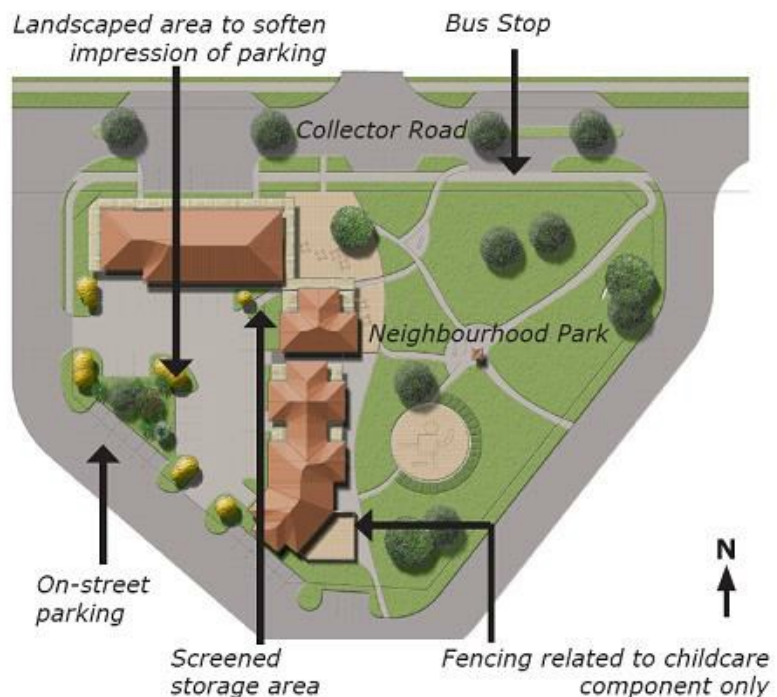 Landscaped area to soften
impression of parking
Bus Stop
Collector Road
Neighbourhood Park
On-street
parking
Screened
storage area
Fencing related to childcare
component only
N